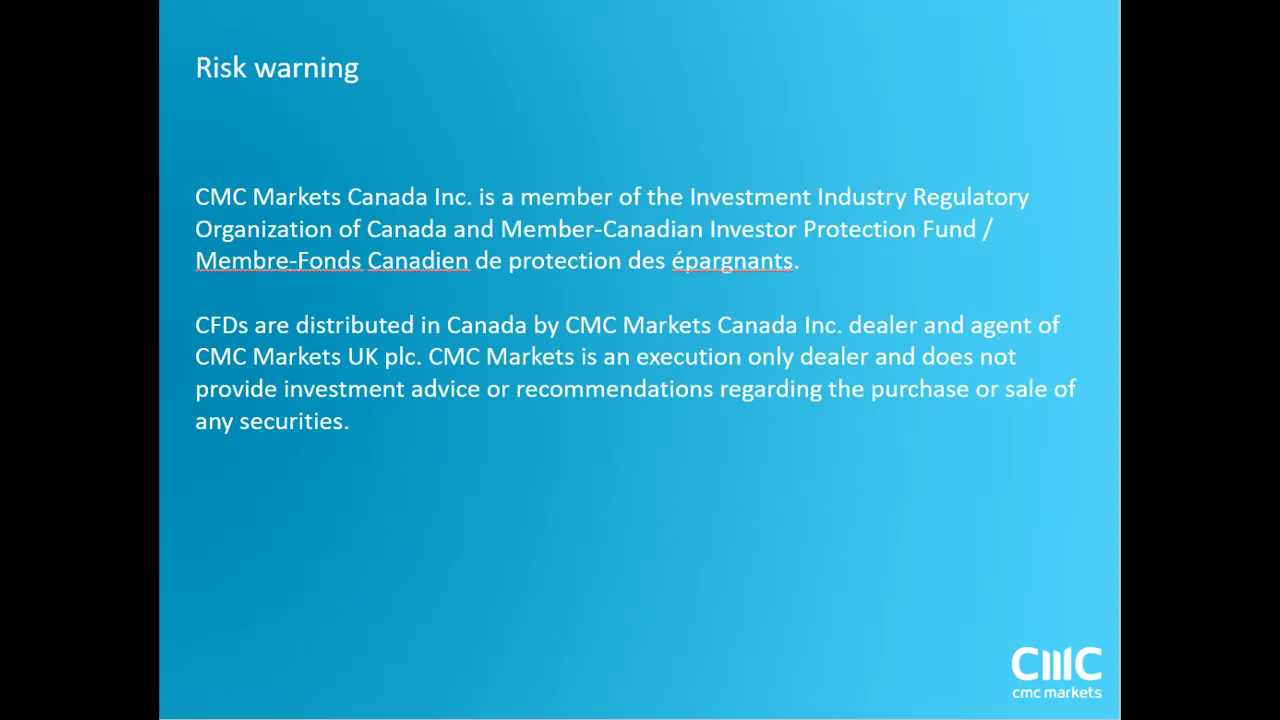 Risk warning
CMC Markets Canada Inc. is a member of the Investment Industry Regulatory
Organization of Canada and Member-Canadian Investor Protection Fund /
Membre-Fonds Canadien de protection des épargnants.
CFDs are distributed in Canada by CMC Markets Canada Inc. dealer and agent of
CMC Markets UK plc. CMC Markets is an execution only dealer and does not
provide investment advice or recommendations regarding the purchase or sale of
any securities.
CMC
cmc markets